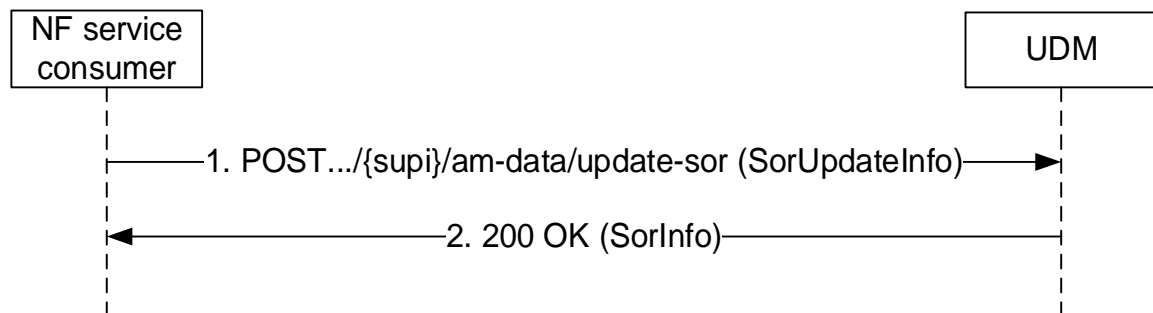 NF service
consumer
UDM
1. POST.../{supi}/am-data/update-sor (SorUpdateInfo)
2. 200 OK (SorInfo)